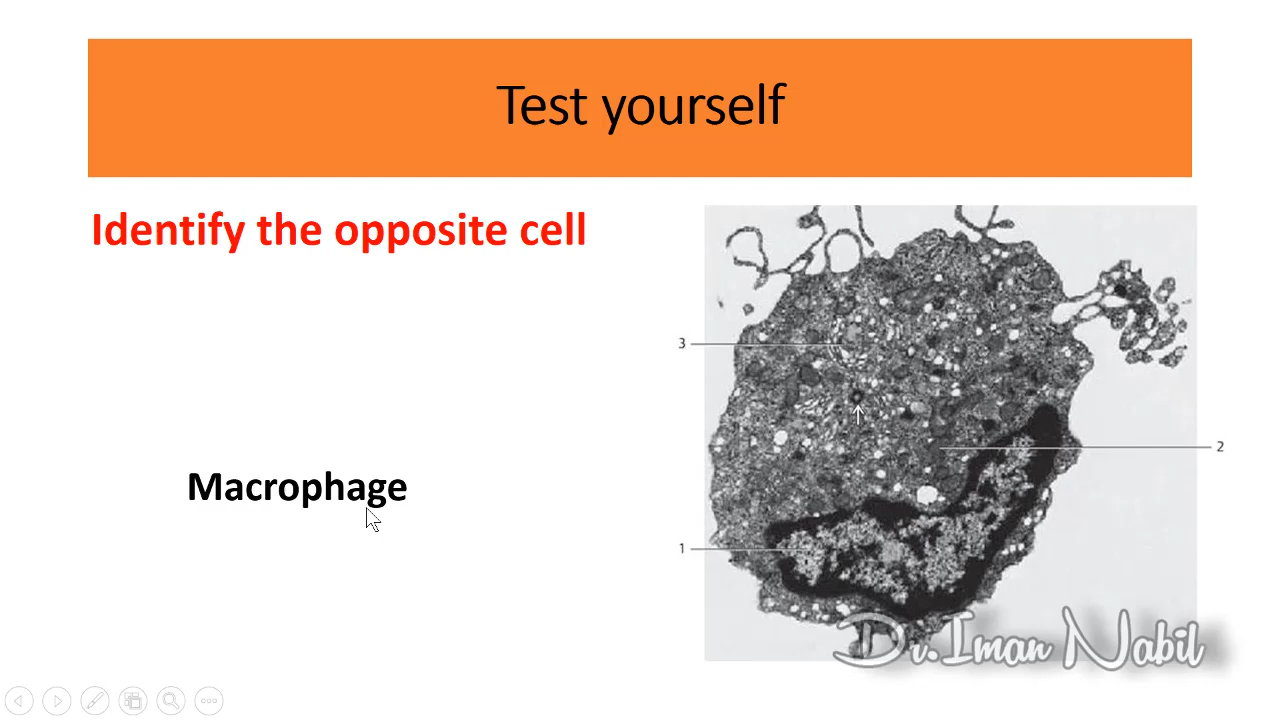 Test yourself
Identify the opposite cell
3
2
Macrophage
1
Dr.Iman Nabil